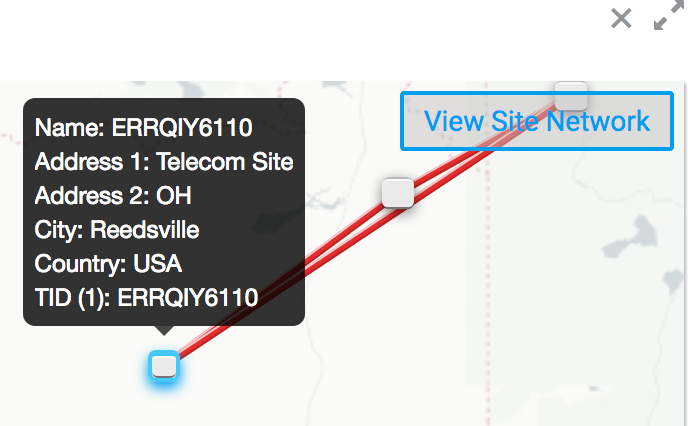 View Site Network
Name: ERRQIY6110
Address 1: Telecom Site
Address 2: OH
City: Reedsville
Country: USA
TID (1): ERRQIY6110